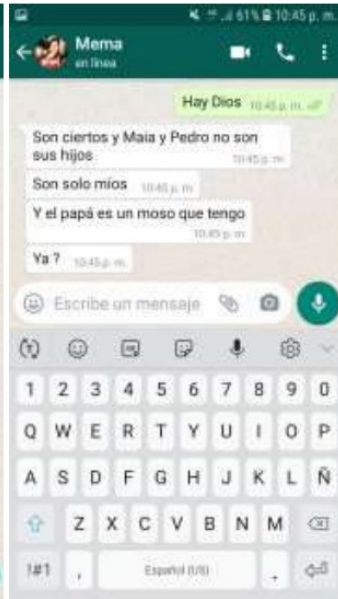 61% 10:45 p. m.
Mema
en línea
Hay Dios 10:45 p. m.
Son ciertos y Maia y Pedro no son
sus hijos 10:45 p. m.
Son solo mios 10:45 p. m.
Y el papá es un moso que tengo
10:45 p. m.
Ya ? 10:45 p. m.
Escribe un mensaje
1 2 3 4 5 6 7 8 9 0
Q W E R T Y U I O P
A S D F G H J K L Ñ
Z X C V B N M
!#1 , Español (US) .